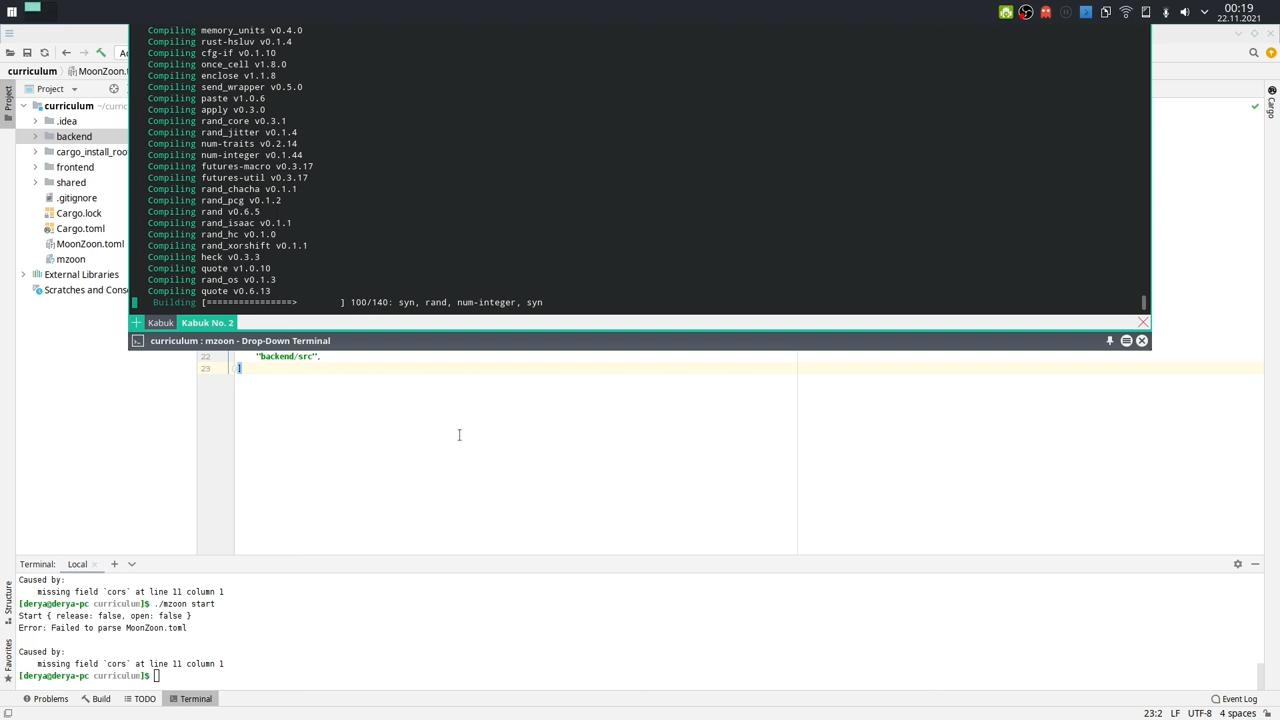 00:19
22.11.2021
curriculum
MoonZoon.t
Project
curriculum ~/curric
.idea
backend
cargo_install_roo
frontend
shared
.gitignore
Cargo.lock
Cargo.toml
MoonZoon.toml
mzoon
External Libraries
Scratches and Conso
Project
Structure
Favorites
Cargo
Compiling memory_units v0.4.0
Compiling rust-hsluv v0.1.4
Compiling cfg-if v0.1.10
Compiling once_cell v1.8.0
Compiling enclose v1.1.8
Compiling send_wrapper v0.5.0
Compiling paste v1.0.6
Compiling apply v0.3.0
Compiling rand_core v0.3.1
Compiling rand_jitter v0.1.4
Compiling num-traits v0.2.14
Compiling num-integer v0.1.44
Compiling futures-macro v0.3.17
Compiling futures-util v0.3.17
Compiling rand_chacha v0.1.1
Compiling rand_pcg v0.1.2
Compiling rand v0.6.5
Compiling rand_isaac v0.1.1
Compiling rand_hc v0.1.0
Compiling rand_xorshift v0.1.1
Compiling heck v0.3.3
Compiling quote v1.0.10
Compiling rand_os v0.1.3
Compiling quote v0.6.13
Building [================>        ] 100/140: syn, rand, num-integer, syn
Kabuk Kabuk No. 2
curriculum : mzoon - Drop-Down Terminal
22 "backend/src",
23 ]
Terminal: Local
Caused by:
missing field `cors` at line 11 column 1
[derya@derya-pc curriculum]$ ./mzoon start
Start { release: false, open: false }
Error: Failed to parse MoonZoon.toml
Caused by:
missing field `cors` at line 11 column 1
[derya@derya-pc curriculum]$
Problems Build TODO Terminal Event Log
23:2 LF UTF-8 4 spaces